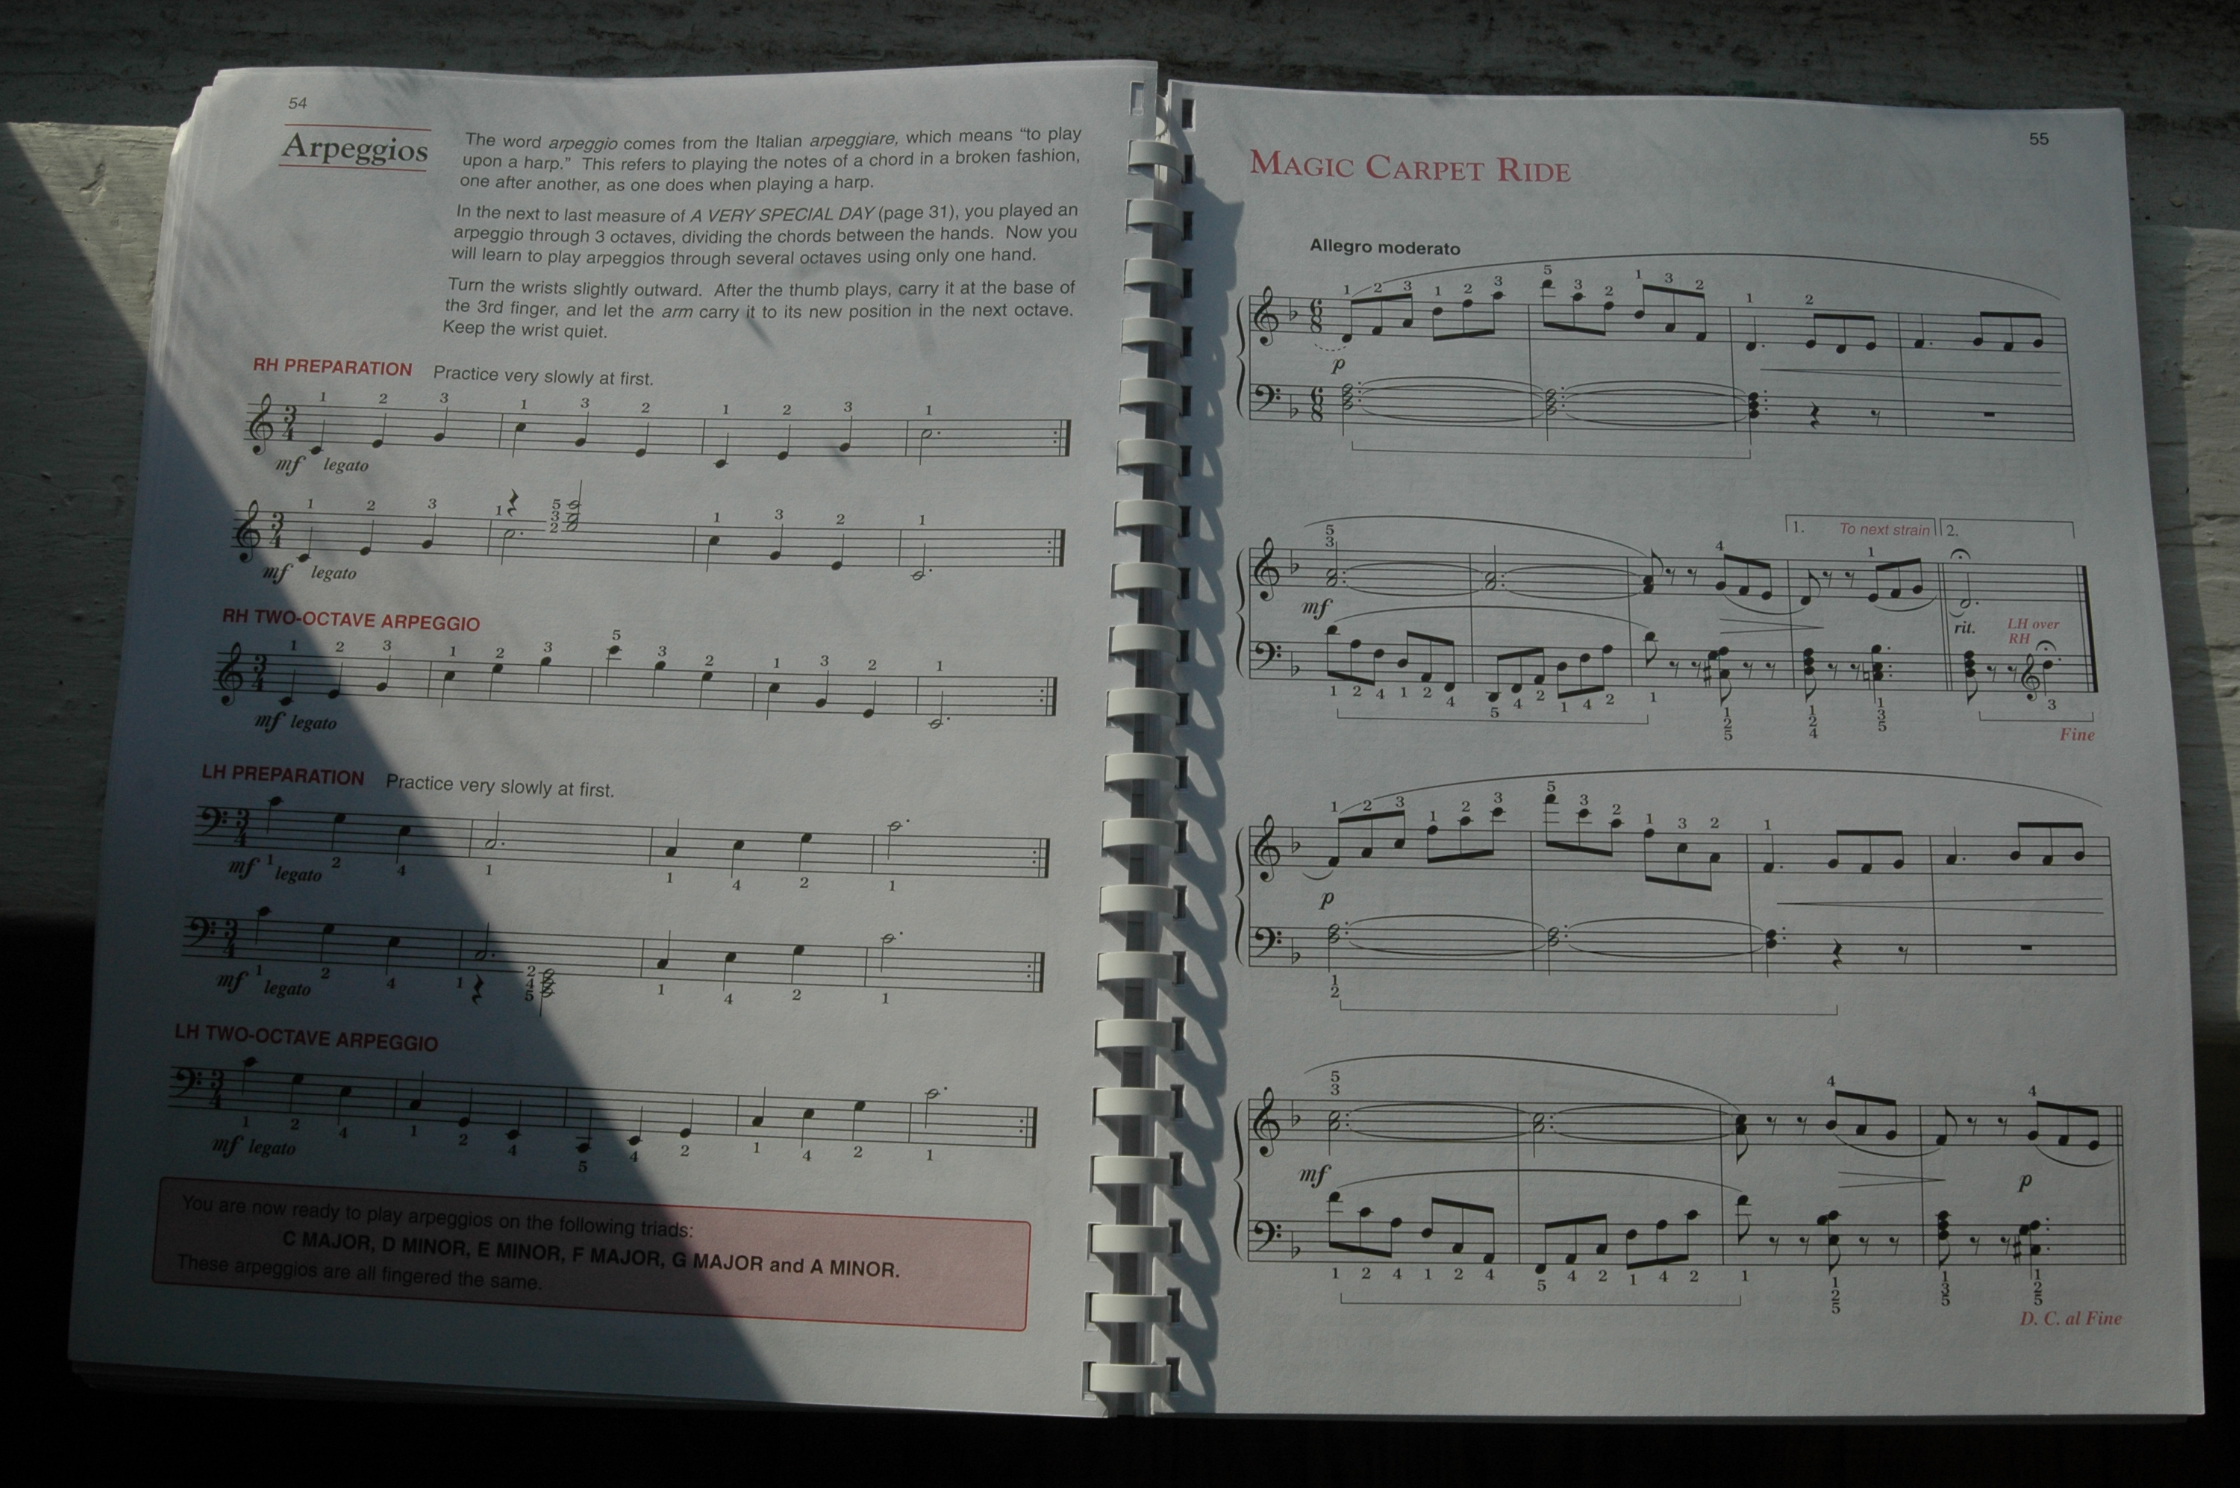 54
Arpeggios
The word arpeggio comes from the Italian arpeggiare, which means “to play
upon a harp.” This refers to playing the notes of a chord in a broken fashion,
one after another, as one does when playing a harp.
In the next to last measure of A VERY SPECIAL DAY (page 31), you played an
arpeggio through 3 octaves, dividing the chords between the hands. Now you
will learn to play arpeggios through several octaves using only one hand.
Turn the wrists slightly outward. After the thumb plays, carry it at the base of
the 3rd finger, and let the arm carry it to its new position in the next octave.
Keep the wrist quiet.
RH PREPARATION Practice very slowly at first.
1 2 3 1 3 2 1 2 3 1
3 4
mf legato
1 2 3 1 5 3 2 1 3 2 1
3 4
mf legato
RH TWO-OCTAVE ARPEGGIO
1 2 3 1 2 3 5 3 2 1 3 2 1
3 4
mf legato
LH PREPARATION Practice very slowly at first.
3 4
mf 1 legato 2 4 1 1 4 2 1
3 4
mf 1 legato 2 4 1 2 4 5 1 4 2 1
LH TWO-OCTAVE ARPEGGIO
3 4
1 2 4 1 2 4 5 4 2 1 4 2 1
mf legato
You are now ready to play arpeggios on the following triads:
C MAJOR, D MINOR, E MINOR, F MAJOR, G MAJOR and A MINOR.
These arpeggios are all fingered the same.
55
MAGIC CARPET RIDE
Allegro moderato
1 2 3 1 2 3 5 3 2 1 3 2 1 2
6 8
p
6 8
1. To next strain 2.
5 3 4 1
mf rit. LH over
RH
1 2 4 1 2 4 5 4 2 1 4 2 1 1 2 5 1 2 4 1 3 5 3
Fine
1 2 3 1 2 3 5 3 2 1 3 2 1
p
1 2
5 3 4 4
mf p
1 2 4 1 2 4 5 4 2 1 4 2 1 1 2 5 1 3 5 1 2 5
D. C. al Fine